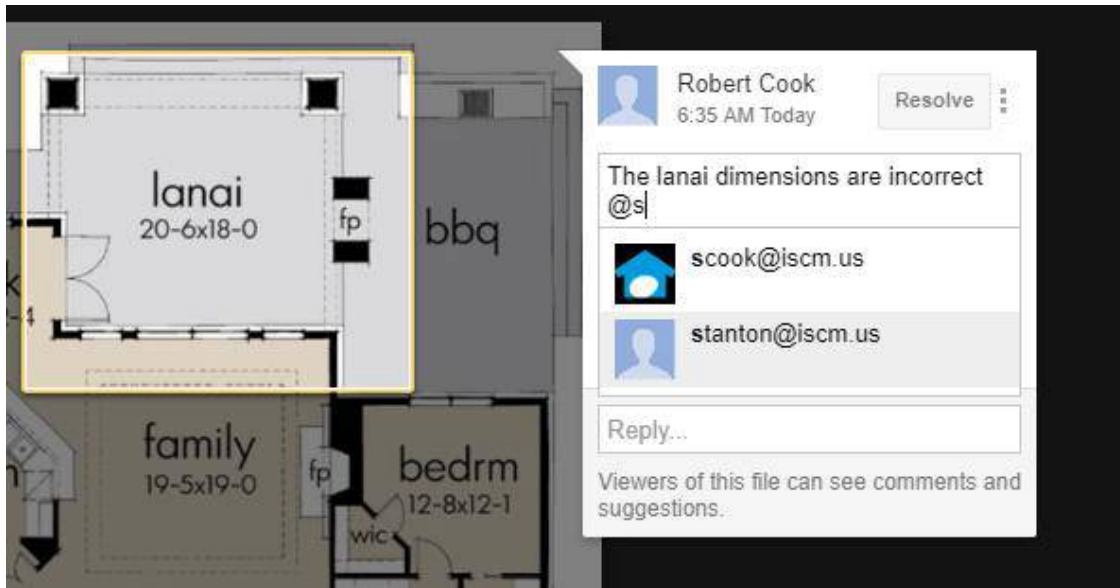 lanai
20-6x18-0
fp
bbq
k
-4
family
19-5x19-0
fp
bedrm
12-8x12-1
wic
Robert Cook
6:35 AM Today
Resolve
The lanai dimensions are incorrect
@s
scook@iscm.us
stanton@iscm.us
Reply...
Viewers of this file can see comments and
suggestions.